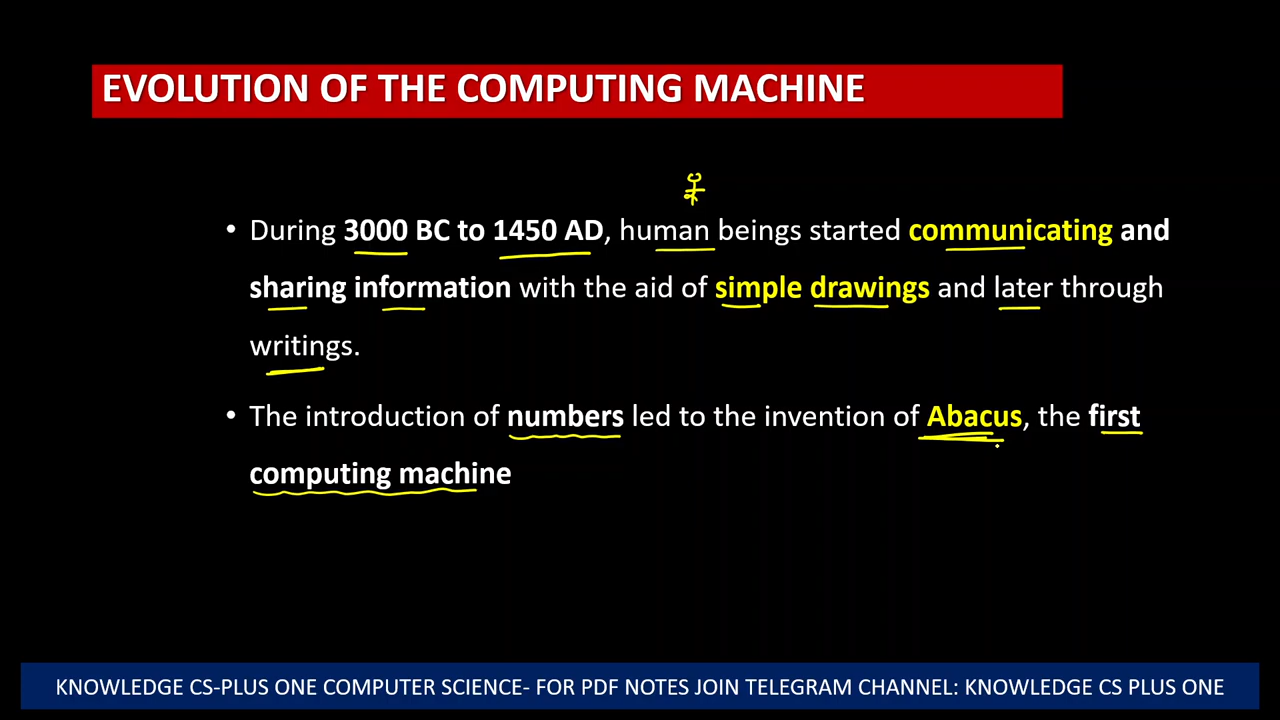 EVOLUTION OF THE COMPUTING MACHINE
• During 3000 BC to 1450 AD, human beings started communicating and
sharing information with the aid of simple drawings and later through
writings.
• The introduction of numbers led to the invention of Abacus, the first
computing machine
KNOWLEDGE CS-PLUS ONE COMPUTER SCIENCE- FOR PDF NOTES JOIN TELEGRAM CHANNEL: KNOWLEDGE CS PLUS ONE